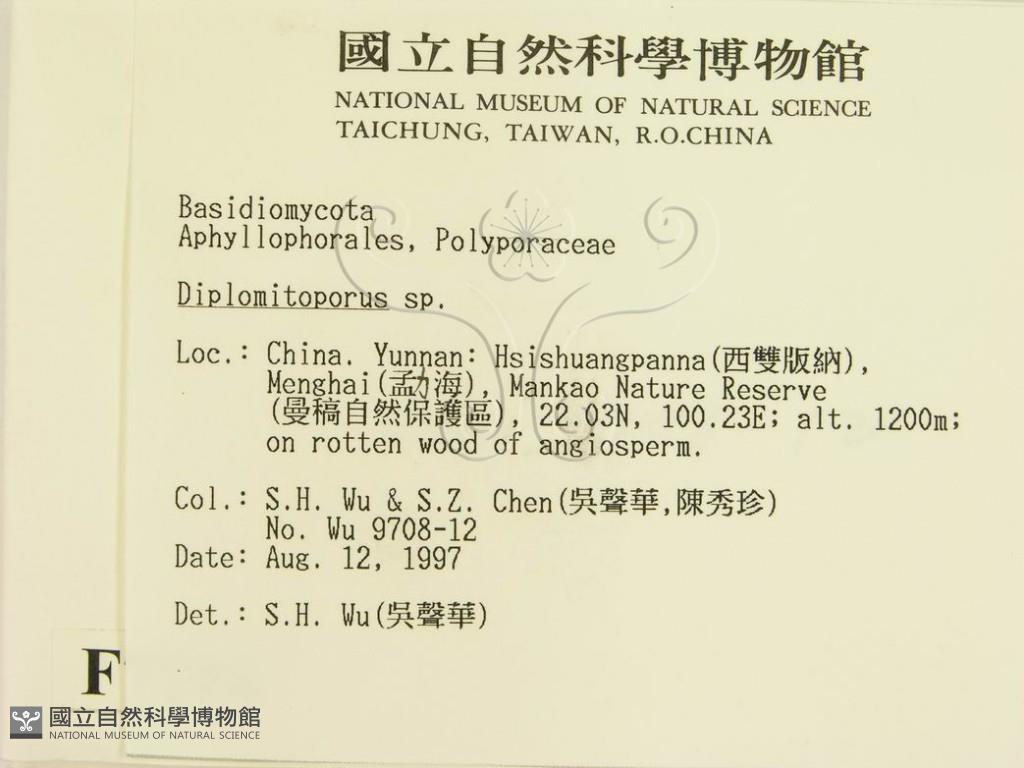 國立自然科學博物館
NATIONAL MUSEUM OF NATURAL SCIENCE
TAICHUNG, TAIWAN, R.O.CHINA
Basidiomycota
Aphyllophorales, Polyporaceae
Diplomitoporus sp.
Loc.: China. Yunnan: Hsishuangpanna(西雙版納),
Menghai(勐海), Mankao Nature Reserve
(曼稿自然保護區), 22.03N, 100.23E; alt. 1200m;
on rotten wood of angiosperm.
Col.: S.H. Wu & S.Z. Chen(吳聲華,陳秀珍)
No. Wu 9708-12
Date: Aug. 12, 1997
Det.: S.H. Wu(吳聲華)
F
國立自然科學博物館
NATIONAL MUSEUM OF NATURAL SCIENCE